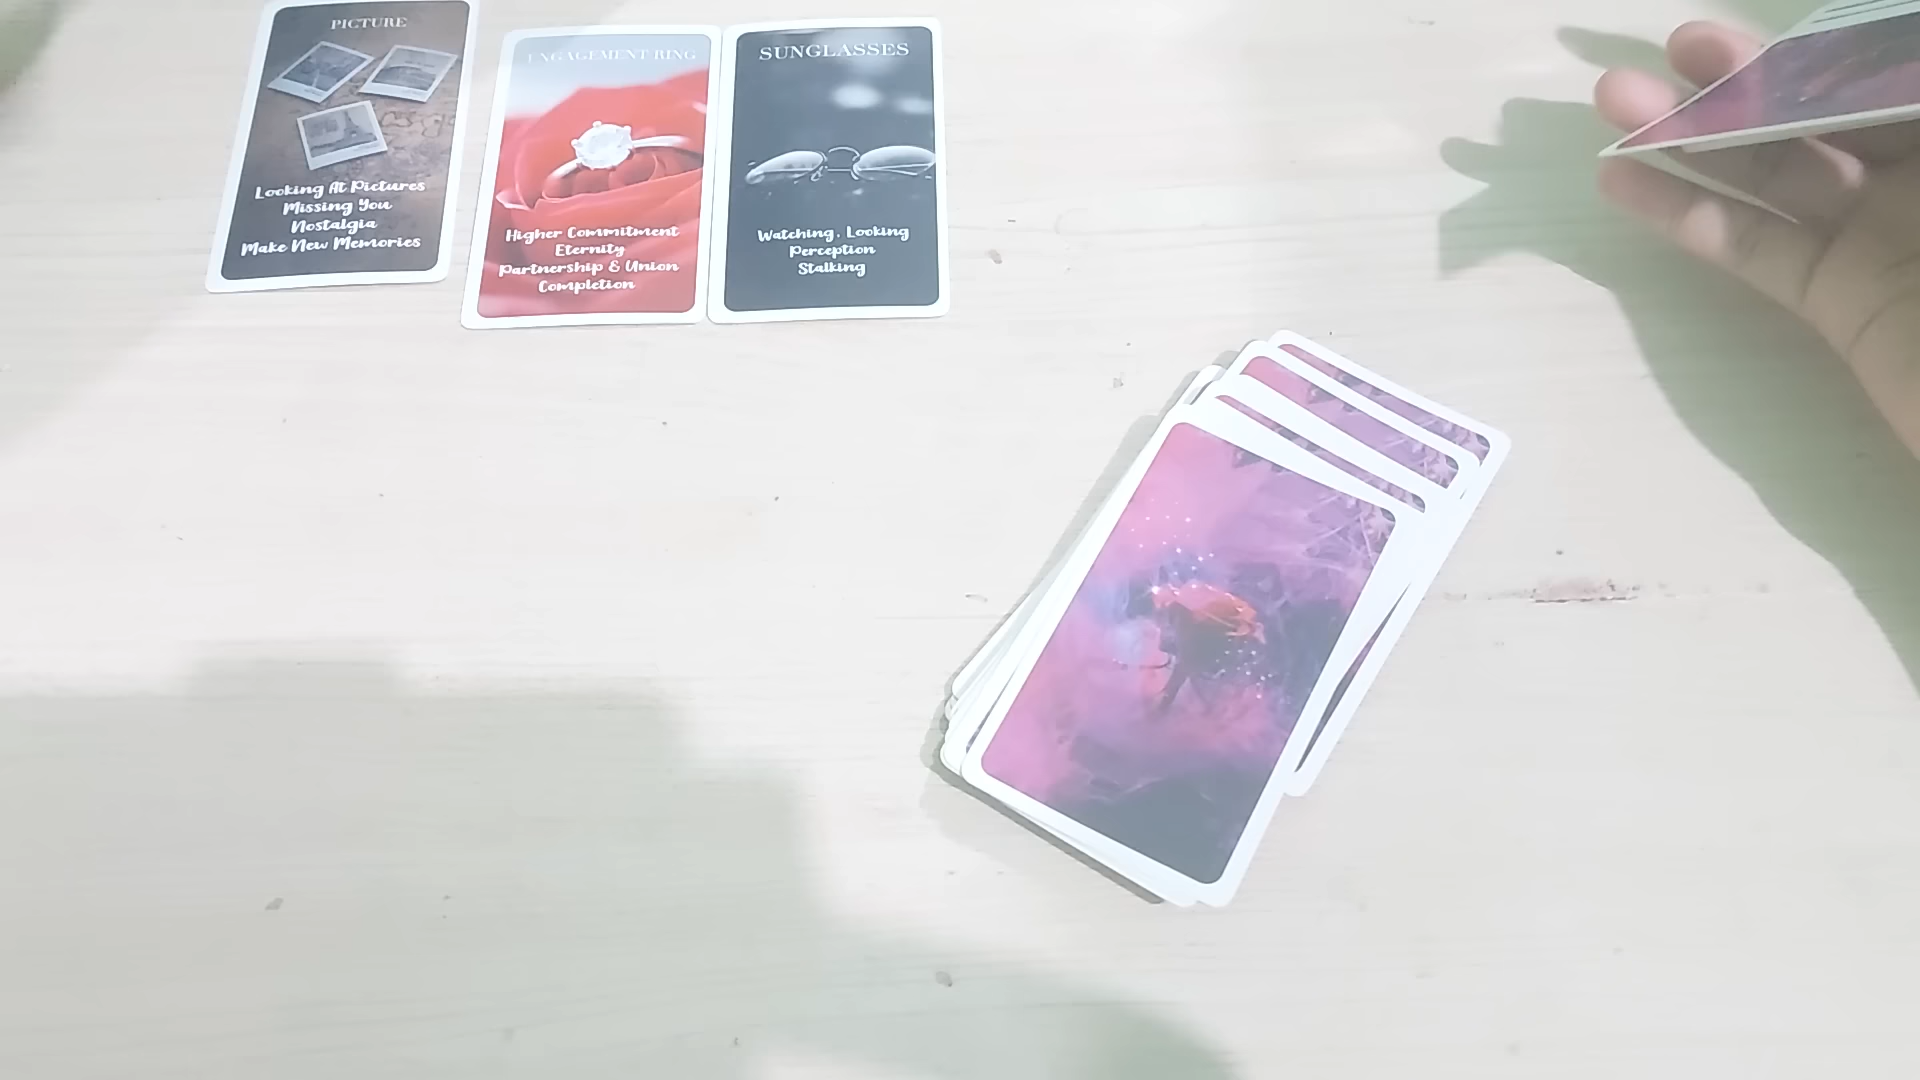 PICTURE
Looking At Pictures
Missing You
Nostalgia
Make New Memories
ENGAGEMENT RING
Higher Commitment
Eternity
Partnership & Union
Completion
SUNGLASSES
Watching, Looking
Perception
Stalking